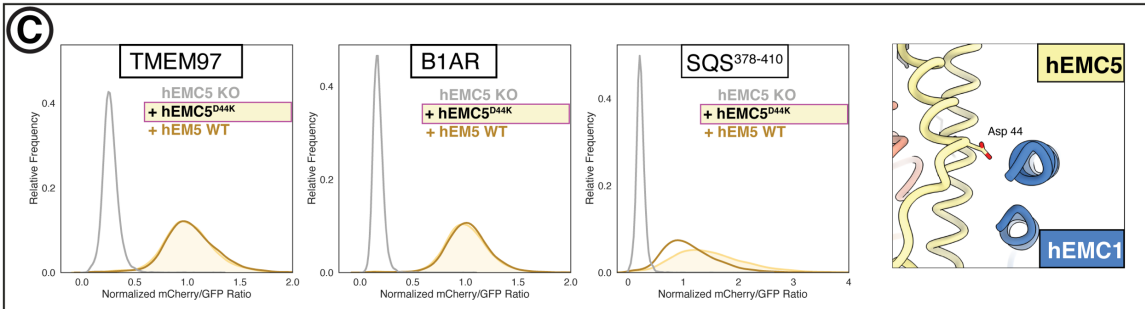 C
TMEM97
hEMC5 KO
+ hEMC5D44K
+ hEM5 WT
Relative Frequency
0.4
0.2
0.0
0.0 0.5 1.0 1.5 2.0
Normalized mCherry/GFP Ratio
B1AR
hEMC5 KO
+ hEMC5D44K
+ hEM5 WT
Relative Frequency
0.4
0.2
0.0
0.0 0.5 1.0 1.5 2.0
Normalized mCherry/GFP Ratio
SQS378-410
hEMC5 KO
+ hEMC5D44K
+ hEM5 WT
Relative Frequency
0.4
0.2
0.0
0 1 2 3 4
Normalized mCherry/GFP Ratio
hEMC5
Asp 44
hEMC1